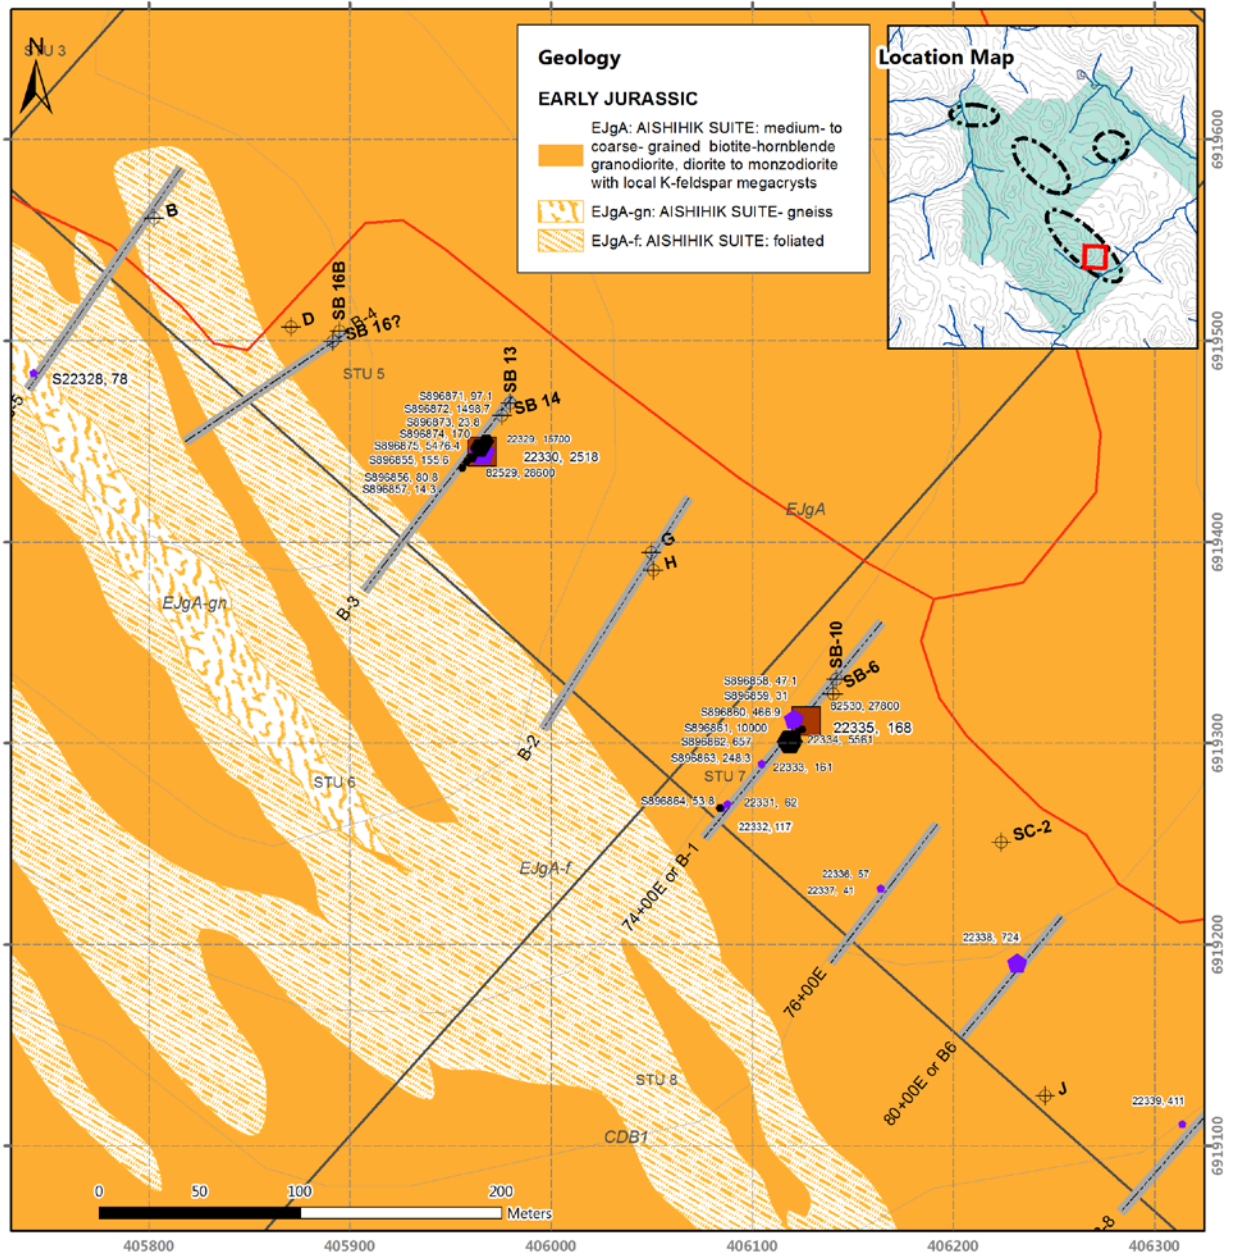 N
STU 3
Geology
EARLY JURASSIC
EJgA: AISHIHIK SUITE: medium- to
coarse- grained biotite-hornblende
granodiorite, diorite to monzodiorite
with local K-feldspar megacrysts
EJgA-gn: AISHIHIK SUITE- gneiss
EJgA-f: AISHIHIK SUITE: foliated
Location Map
6919600
B
D
SB 16B
B-4
SB 16?
6919500
STU 5
S22328, 78
-5
SB 13
SB 14
S896871, 97.1
S896872, 1498.7
S896873, 23.8
S896874, 170
S896875, 5476.4
S896855, 155.6
S896856, 80.8
S896857, 14.3
22329, 15700
22330, 2518
82529, 28600
EJgA
6919400
G
H
EJgA-gn
B-3
SB-10
SB-6
S896858, 47.1
S896859, 31
S896860, 466.9
S896861, 10000
S896862, 657
S896863, 248.3
82530, 27800
22335, 168
22334, 5561
22333, 161
6919300
B-2
STU 7
STU 6
S896864, 53.8
22331, 62
22332, 117
SC-2
EJgA-f
74+00E or B-1
22336, 57
22337, 41
22338, 724
6919200
76+00E
80+00E or B6
STU 8
J
22339, 411
CDB1
6919100
-8
0
50
100
200
Meters
405800
405900
406000
406100
406200
406300